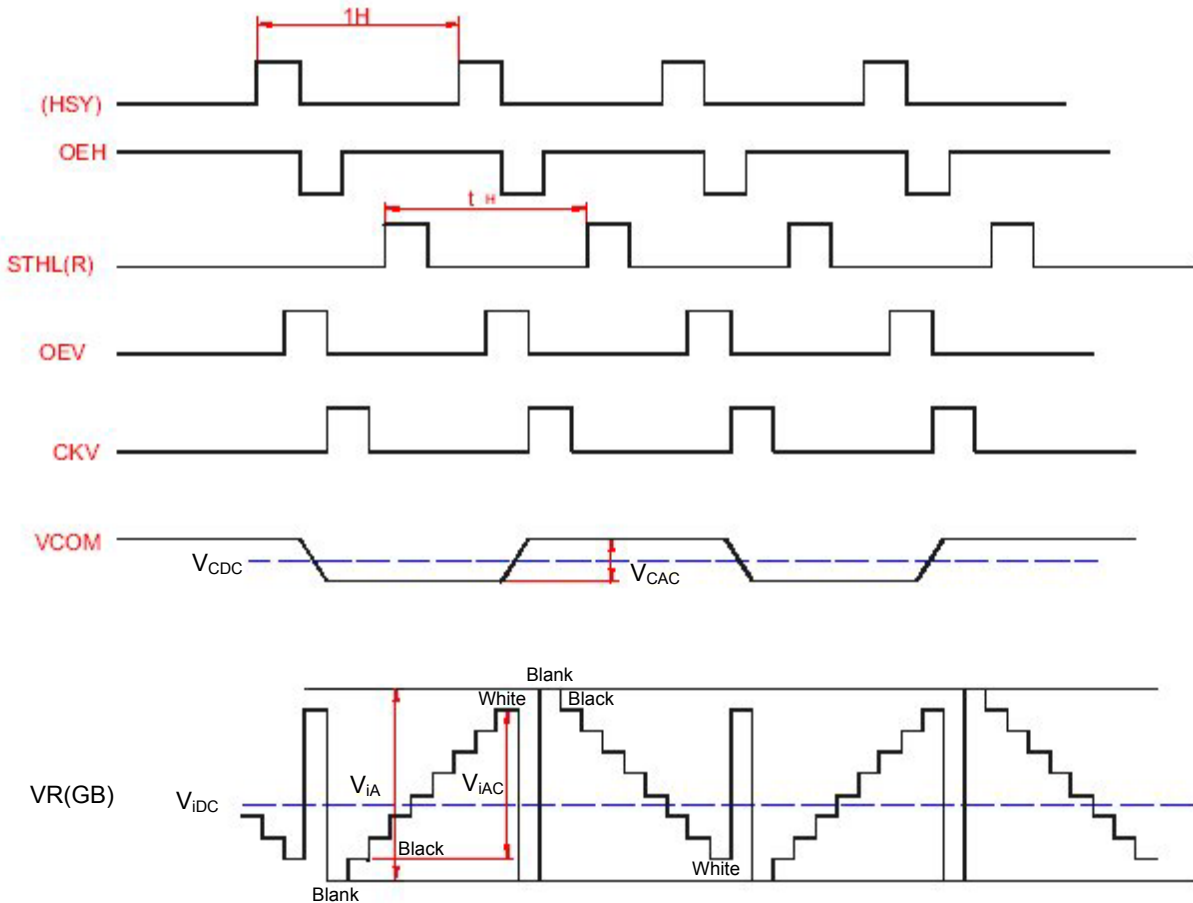 1H
(HSY)
OEH
t H
STHL(R)
OEV
CKV
VCOM
VCDC
VCAC
Blank
White
Black
ViA
ViAC
VR(GB)
ViDC
Black
White
Blank